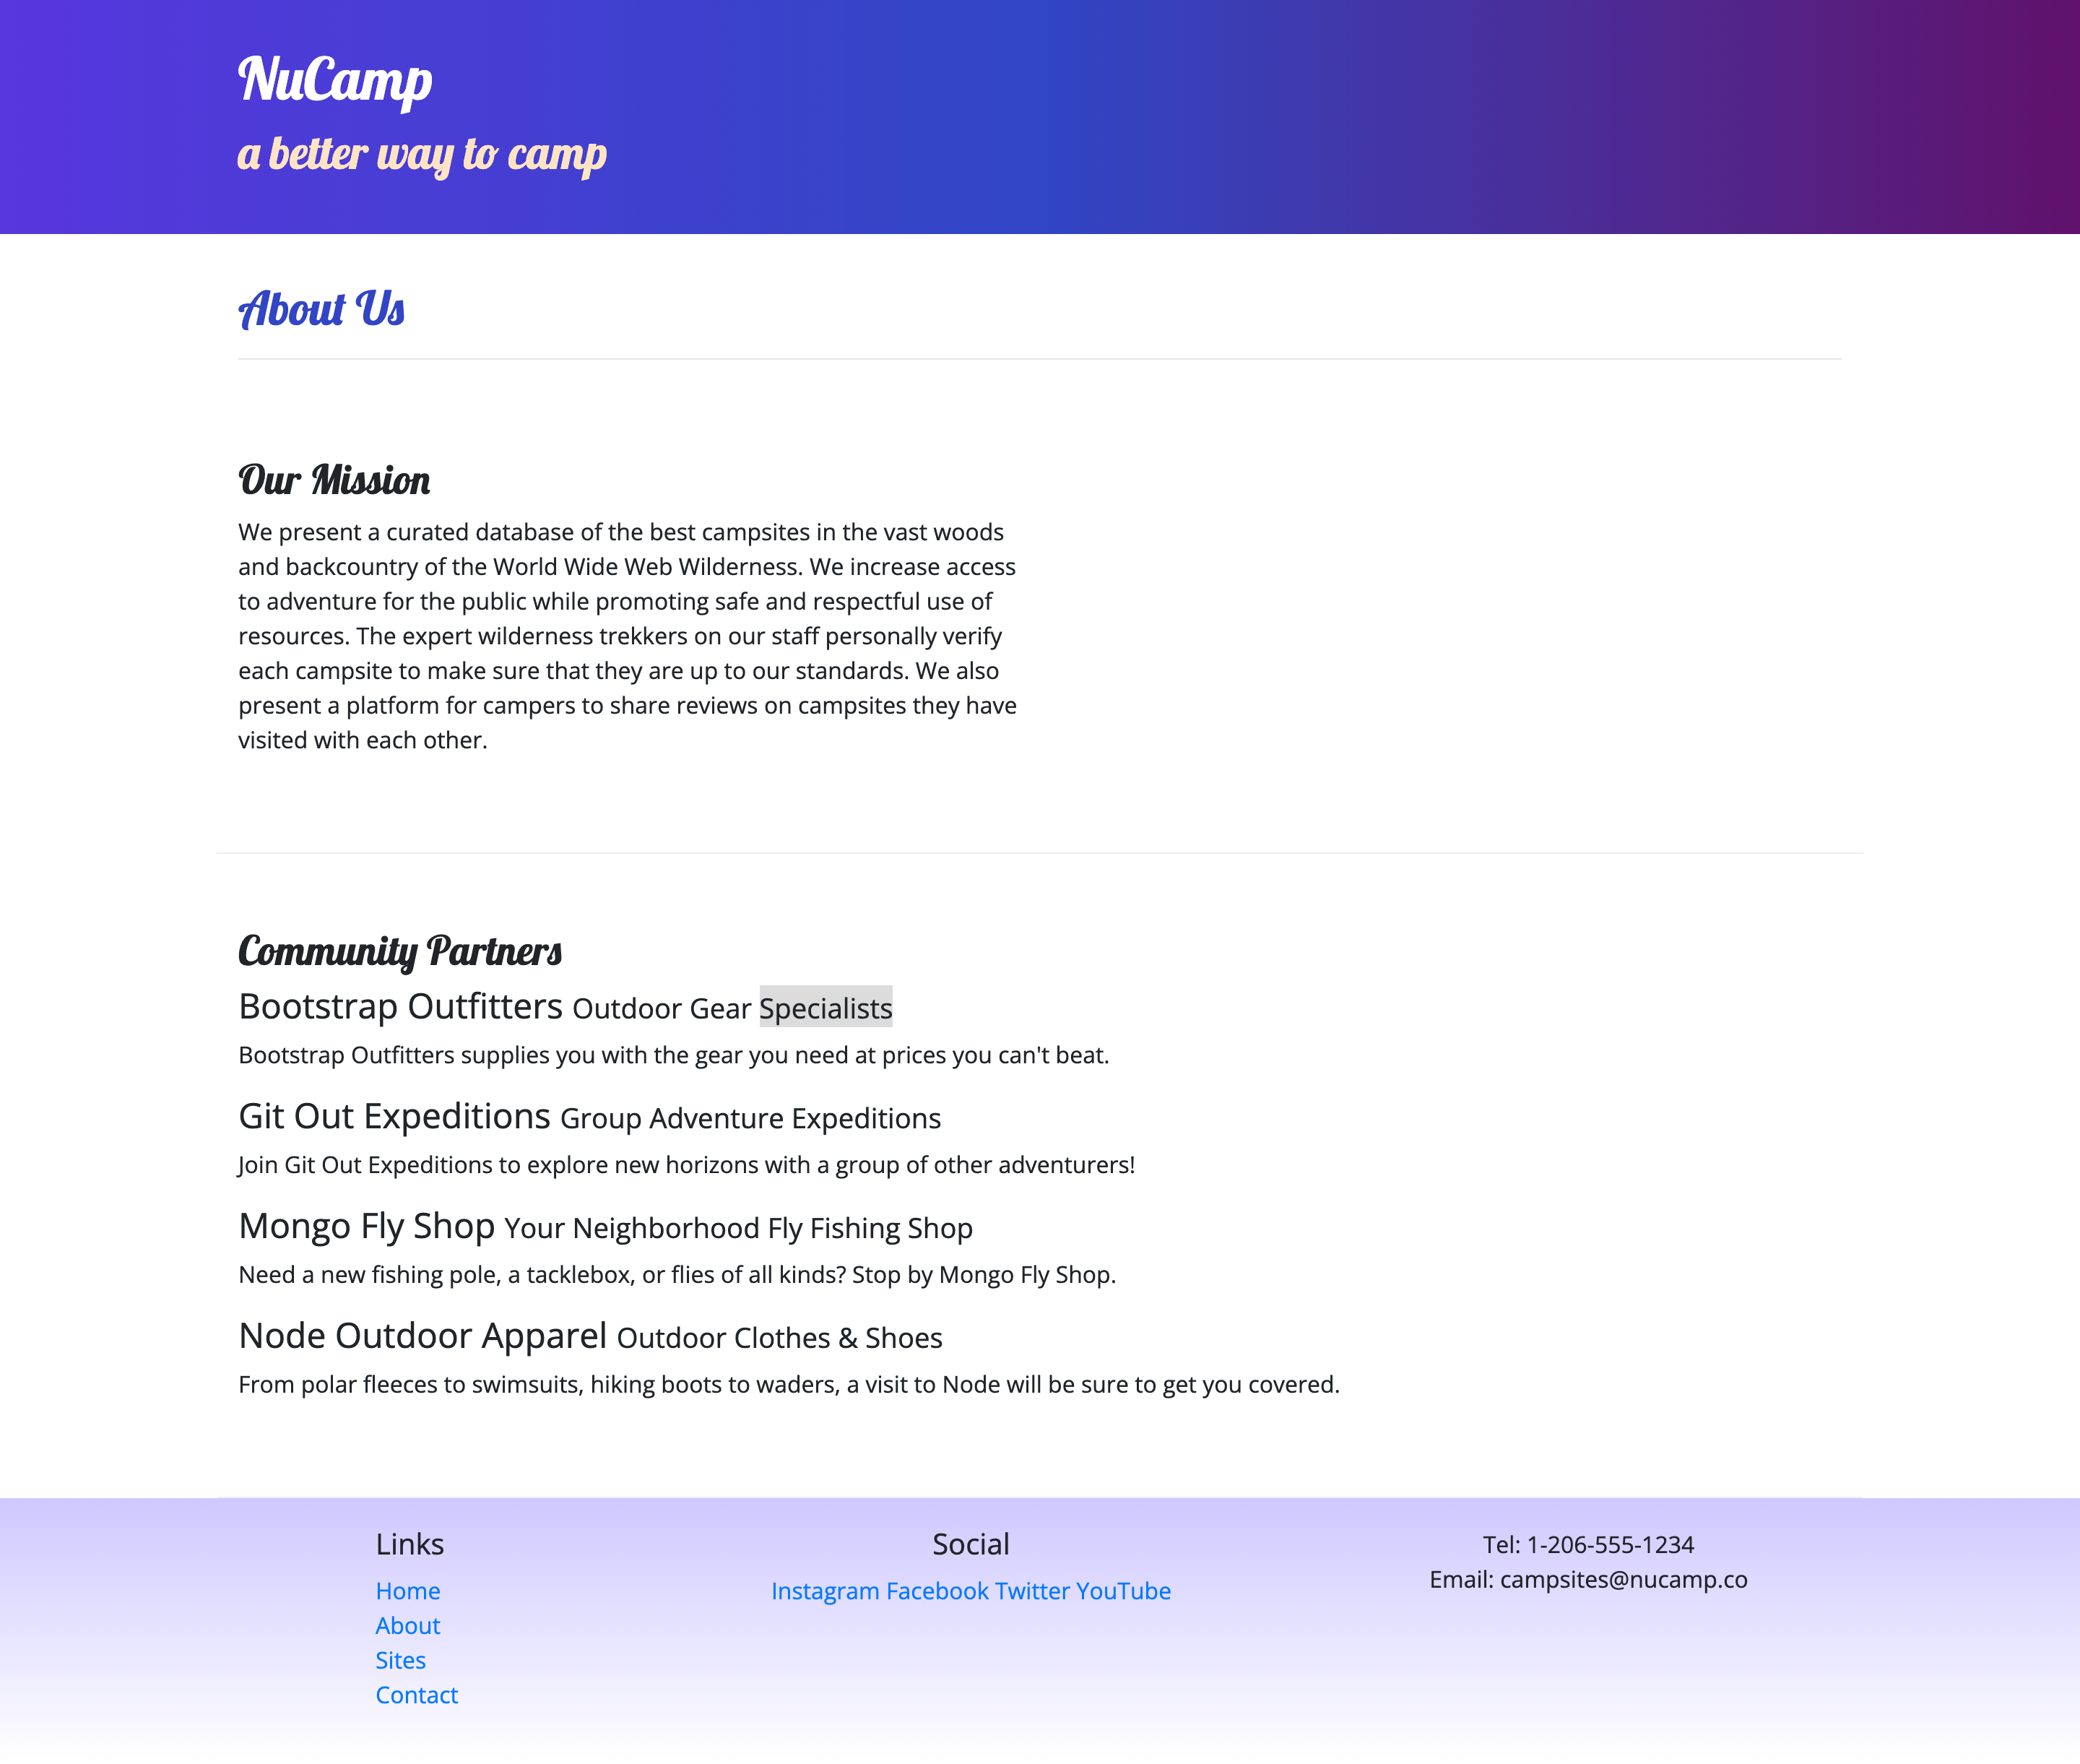 NuCamp
a better way to camp
About Us
Our Mission
We present a curated database of the best campsites in the vast woods
and backcountry of the World Wide Web Wilderness. We increase access
to adventure for the public while promoting safe and respectful use of
resources. The expert wilderness trekkers on our staff personally verify
each campsite to make sure that they are up to our standards. We also
present a platform for campers to share reviews on campsites they have
visited with each other.
Community Partners
Bootstrap Outfitters Outdoor Gear Specialists
Bootstrap Outfitters supplies you with the gear you need at prices you can't beat.
Git Out Expeditions Group Adventure Expeditions
Join Git Out Expeditions to explore new horizons with a group of other adventurers!
Mongo Fly Shop Your Neighborhood Fly Fishing Shop
Need a new fishing pole, a tacklebox, or flies of all kinds? Stop by Mongo Fly Shop.
Node Outdoor Apparel Outdoor Clothes & Shoes
From polar fleeces to swimsuits, hiking boots to waders, a visit to Node will be sure to get you covered.
Links
Home
About
Sites
Contact
Social
Instagram Facebook Twitter YouTube
Tel: 1-206-555-1234
Email: campsites@nucamp.co